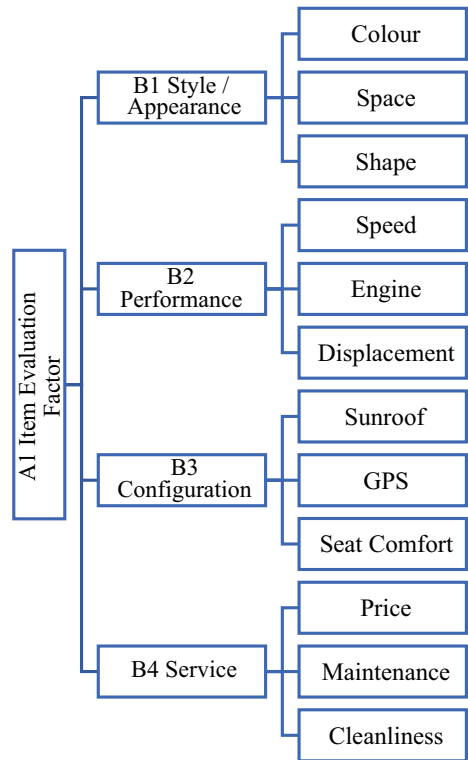 A1 Item Evaluation
Factor
B1 Style /
Appearance
Colour
Space
Shape
B2
Performance
Speed
Engine
Displacement
B3
Configuration
Sunroof
GPS
Seat Comfort
B4 Service
Price
Maintenance
Cleanliness